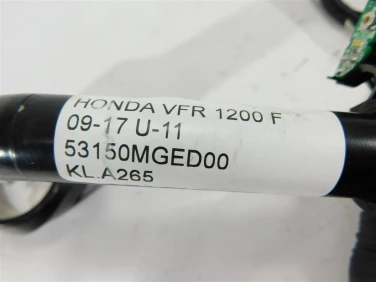 HONDA VFR 1200 F
09-17 U-11
53150MGED00
KL.A265